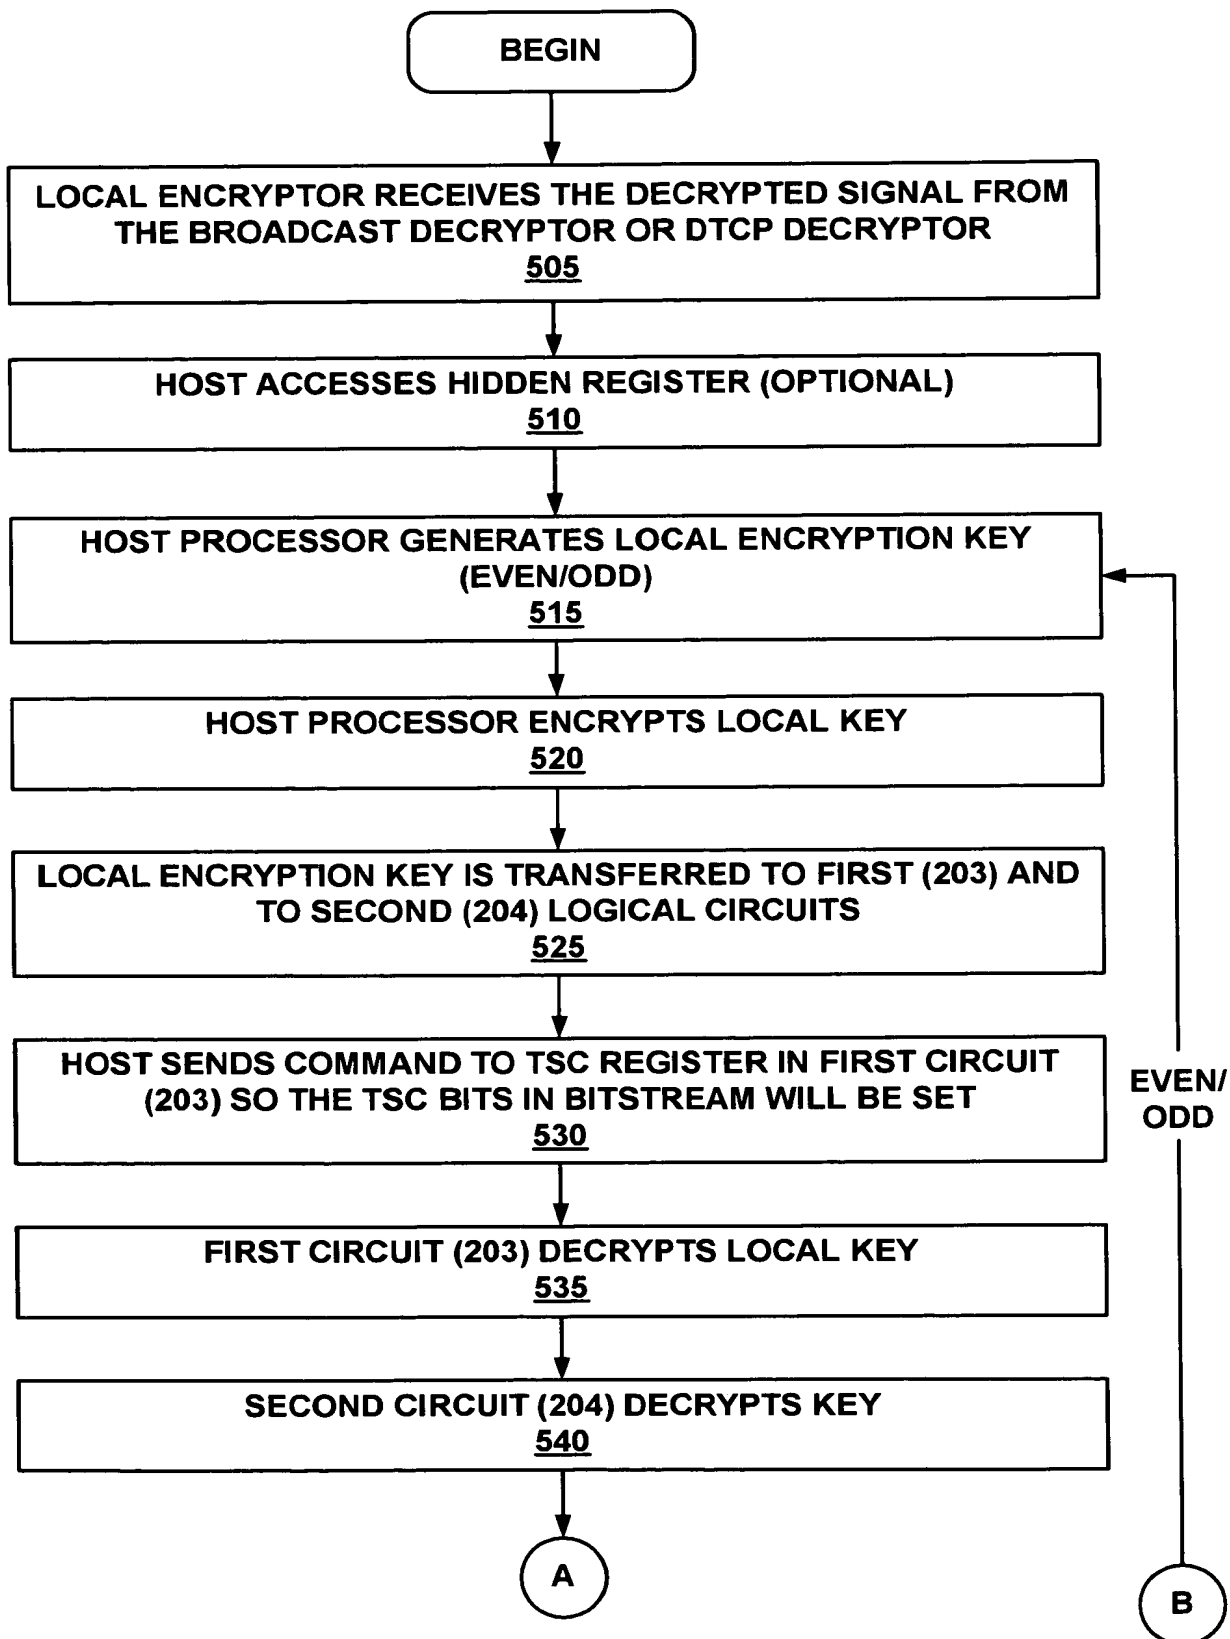 BEGIN
LOCAL ENCRYPTOR RECEIVES THE DECRYPTED SIGNAL FROM
THE BROADCAST DECRYPTOR OR DTCP DECRYPTOR
505
HOST ACCESSES HIDDEN REGISTER (OPTIONAL)
510
HOST PROCESSOR GENERATES LOCAL ENCRYPTION KEY
(EVEN/ODD)
515
HOST PROCESSOR ENCRYPTS LOCAL KEY
520
LOCAL ENCRYPTION KEY IS TRANSFERRED TO FIRST (203) AND
TO SECOND (204) LOGICAL CIRCUITS
525
HOST SENDS COMMAND TO TSC REGISTER IN FIRST CIRCUIT
(203) SO THE TSC BITS IN BITSTREAM WILL BE SET
530
EVEN/
ODD
FIRST CIRCUIT (203) DECRYPTS LOCAL KEY
535
SECOND CIRCUIT (204) DECRYPTS KEY
540
A
B